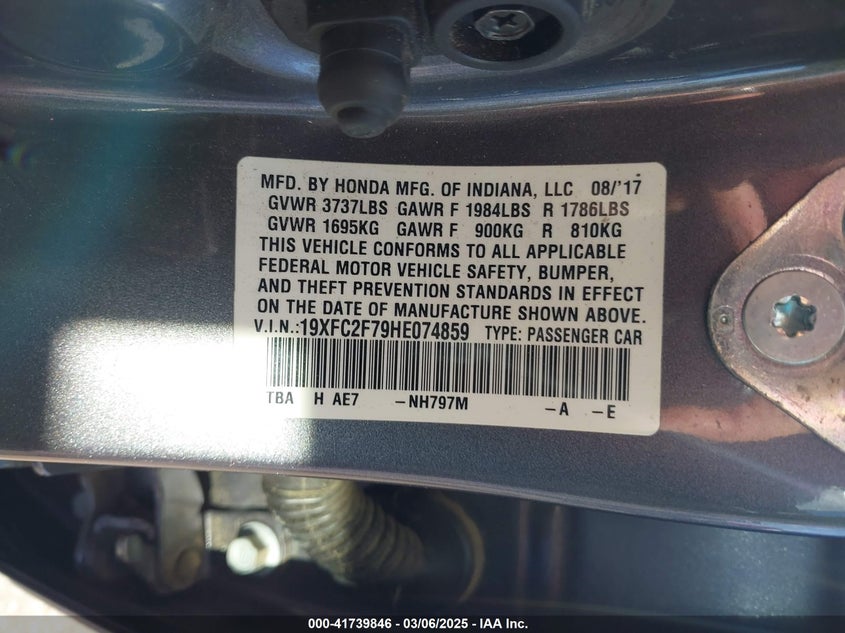 MFD. BY HONDA MFG. OF INDIANA, LLC 08/'17
GVWR 3737LBS GAWR F 1984LBS R 1786LBS
GVWR 1695KG GAWR F 900KG R 810KG
THIS VEHICLE CONFORMS TO ALL APPLICABLE
FEDERAL MOTOR VEHICLE SAFETY, BUMPER,
AND THEFT PREVENTION STANDARDS IN EFFECT
ON THE DATE OF MANUFACTURE SHOWN ABOVE.
V.I.N.:19XFC2F79HE074859 TYPE: PASSENGER CAR
TBA H AE7 -NH797M -A -E
000-41739846 - 03/06/2025 - IAA Inc.